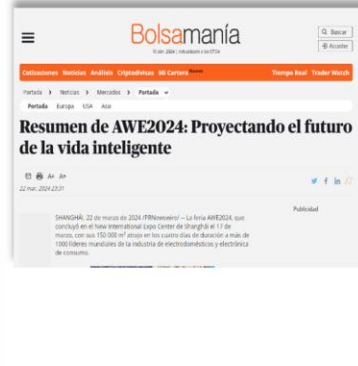 Bolsamanía
Buscar
Acceder
Cotizaciones Noticias Análisis Criptodivisas Mi Cartera Nuevo Tiempo Real Trader Watch
Portada > Noticias > Mercados > Portada
Portada Europa USA Asia
Resumen de AWE2024: Proyectando el futuro
de la vida inteligente
22 mar, 2024 23:01
Publicidad
SHANGHÁI, 22 de marzo de 2024 /PRNewswire/ -- La feria AWE2024, que
concluyó en el New International Expo Center de Shanghái el 17 de
marzo, con sus 150 000 m² atrajo en los cuatro días de duración a más de
1000 líderes mundiales de la industria de electrodomésticos y electrónica
de consumo.